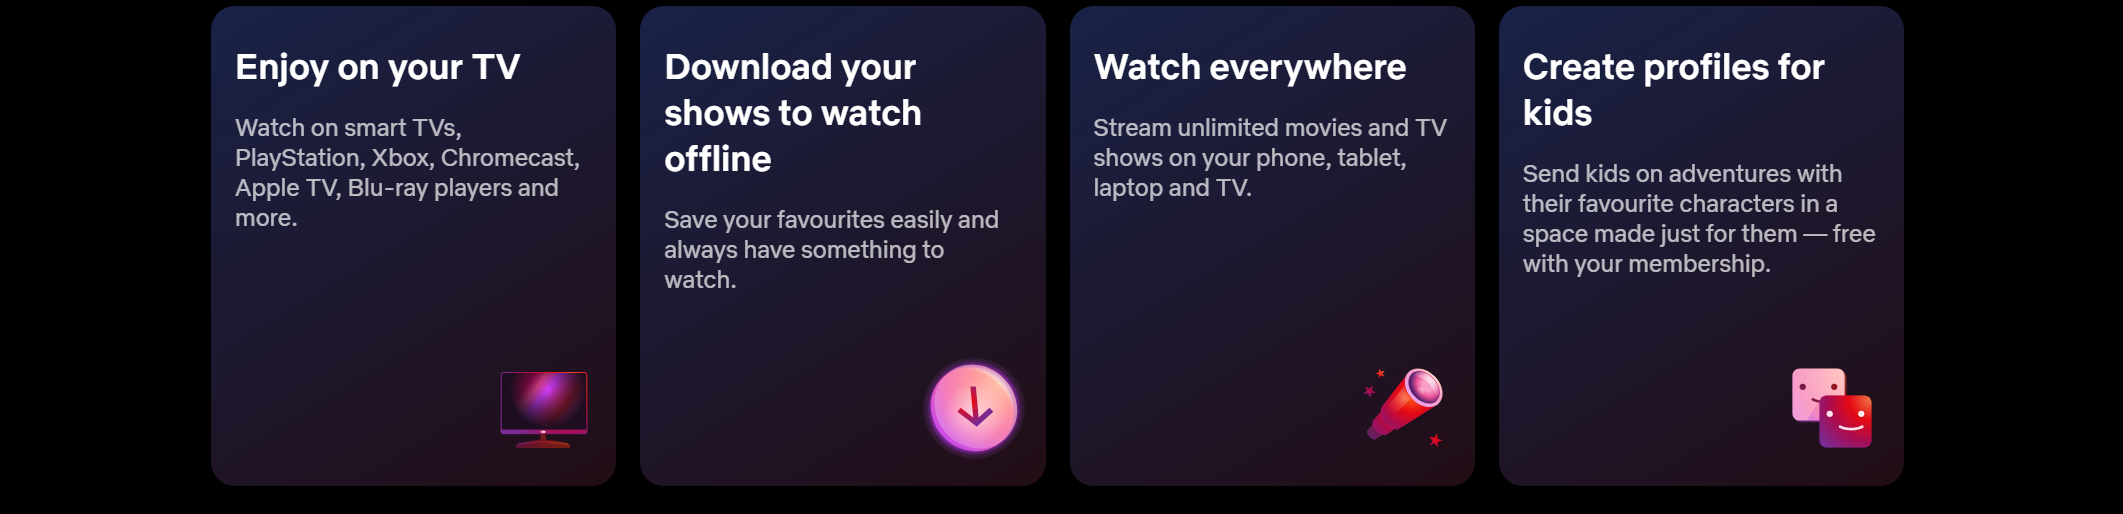 Enjoy on your TV
Watch on smart TVs,
PlayStation, Xbox, Chromecast,
Apple TV, Blu-ray players and
more.
Download your
shows to watch
offline
Save your favourites easily and
always have something to
watch.
Watch everywhere
Stream unlimited movies and TV
shows on your phone, tablet,
laptop and TV.
Create profiles for
kids
Send kids on adventures with
their favourite characters in a
space made just for them — free
with your membership.